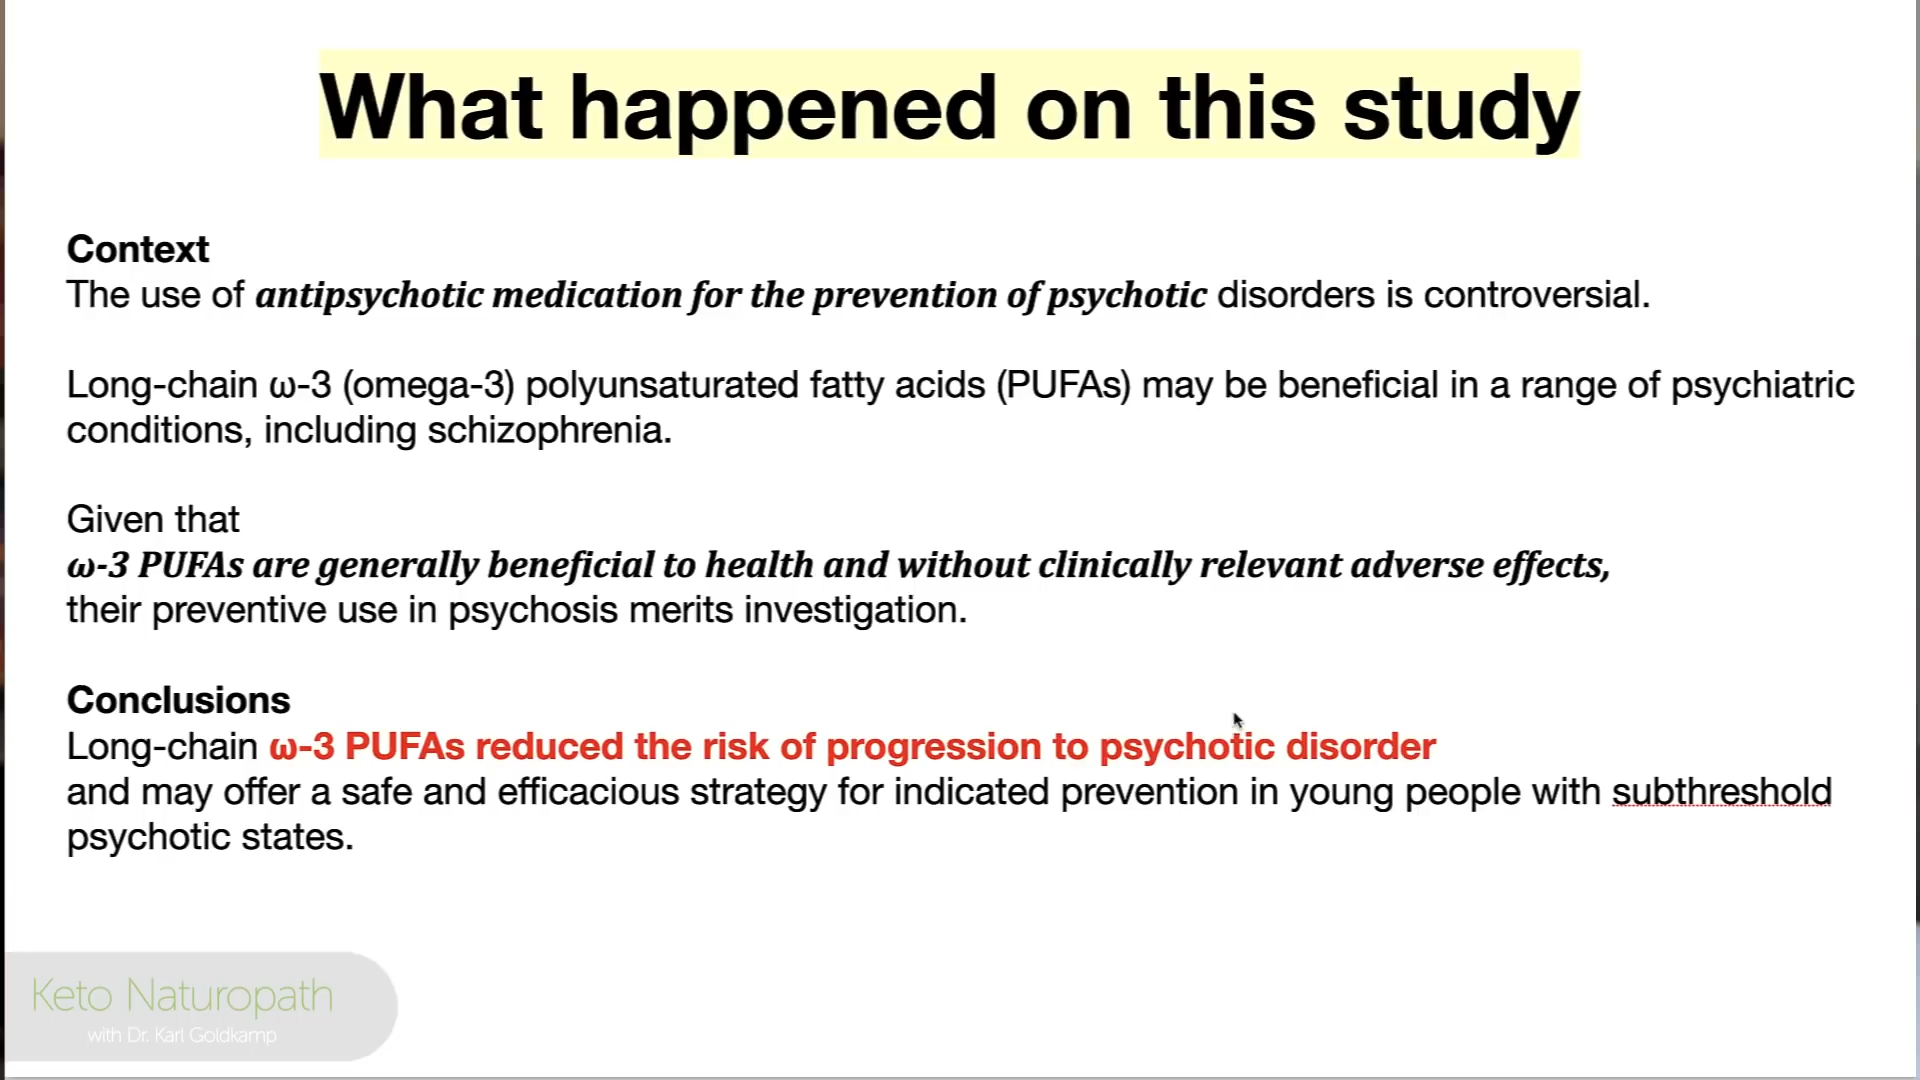 What happened on this study
Context
The use of antipsychotic medication for the prevention of psychotic disorders is controversial.
Long-chain ω-3 (omega-3) polyunsaturated fatty acids (PUFAs) may be beneficial in a range of psychiatric
conditions, including schizophrenia.
Given that
ω-3 PUFAs are generally beneficial to health and without clinically relevant adverse effects,
their preventive use in psychosis merits investigation.
Conclusions
Long-chain ω-3 PUFAs reduced the risk of progression to psychotic disorder
and may offer a safe and efficacious strategy for indicated prevention in young people with subthreshold
psychotic states.
Keto Naturopath
with Dr. Karl Goldkamp